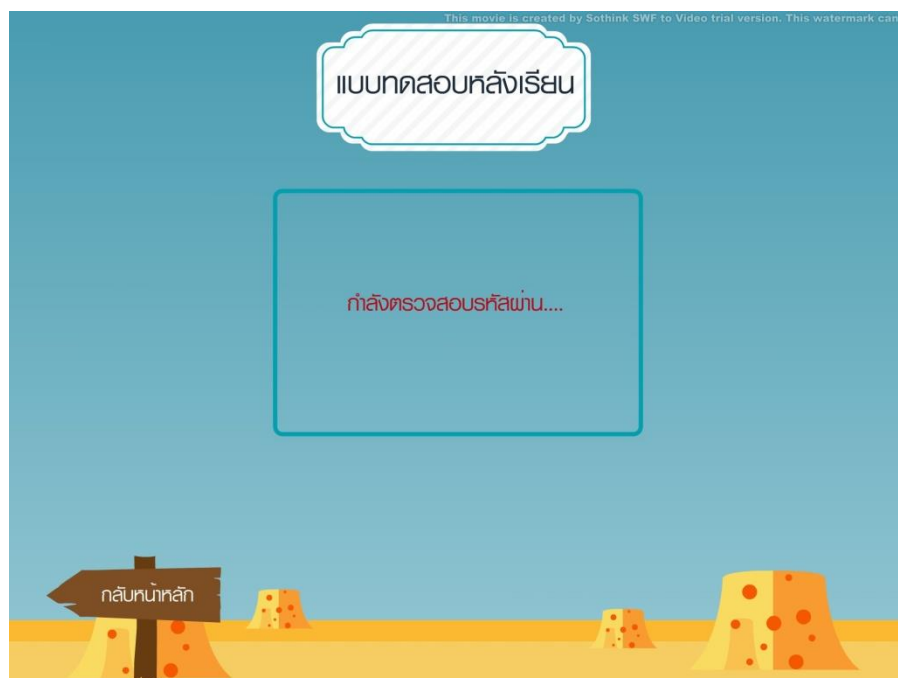 This movie is created by Sothink SWF to Video trial version. This watermark can
แบบทดสอบหลังเรียน
กำลังตรวจสอบรหัสผ่าน....
กลับหน้าหลัก